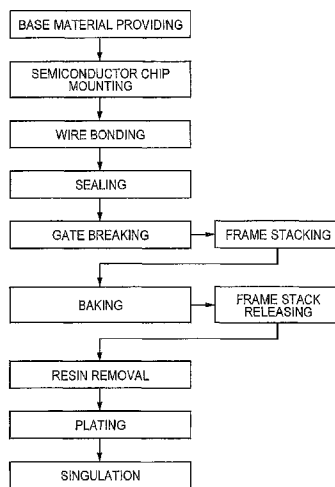 BASE MATERIAL PROVIDING
SEMICONDUCTOR CHIP
MOUNTING
WIRE BONDING
SEALING
GATE BREAKING
FRAME STACKING
BAKING
FRAME STACK
RELEASING
RESIN REMOVAL
PLATING
SINGULATION